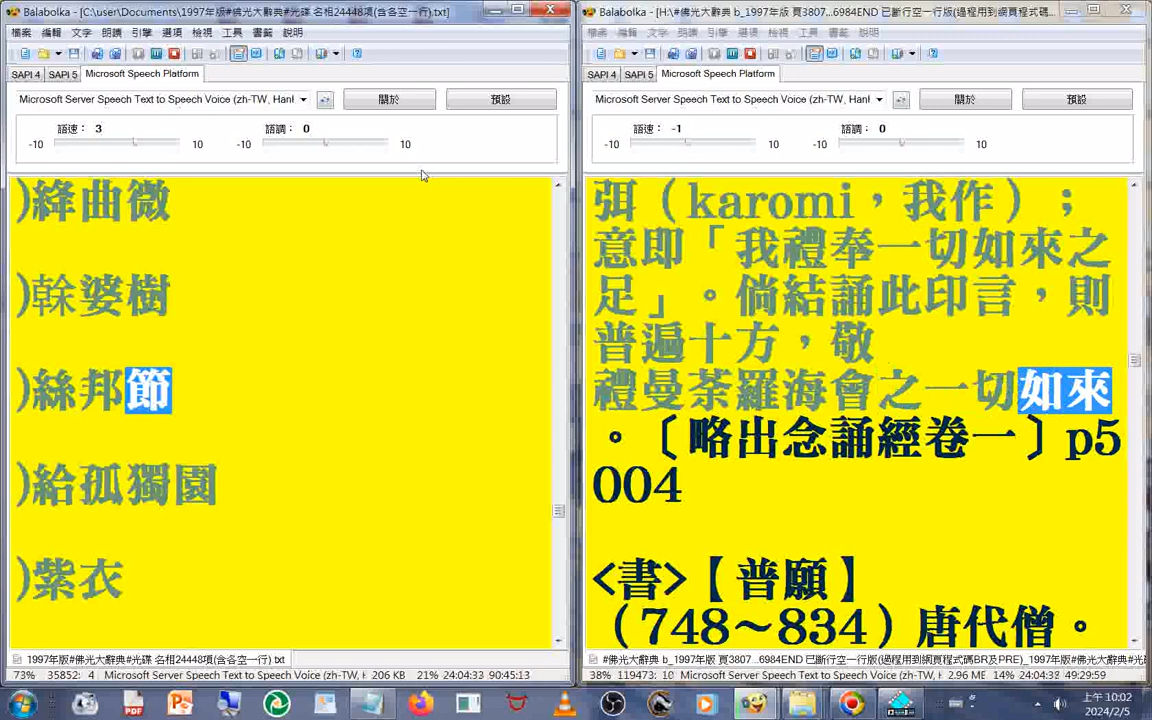 Balabolka - [C:\user\Documents\1997年版#佛光大辭典#光碟 名相24448項(含各空一行).txt]
檔案 編輯 文字 朗讀 引擎 選項 檢視 工具 書籤 說明
SAPI 4 SAPI 5 Microsoft Speech Platform
Microsoft Server Speech Text to Speech Voice (zh-TW, Hanl
關於 預設
語速： 3 語調： 0
-10 10 -10 10
)絳曲微
)榦婆樹
)絲邦節
)給孤獨園
)紫衣
1997年版#佛光大辭典#光碟 名相24448項(含各空一行).txt
73% 35852: 4 Microsoft Server Speech Text to Speech Voice (zh-TW, H 206 KB 21% 24:04:33 90:45:13
Balabolka - [H:\#佛光大辭典 b_1997年版 頁3807...6984END 已斷行空一行版(過程用到網頁程式碼
檔案 編輯 文字 朗讀 引擎 選項 檢視 工具 書籤 說明
SAPI 4 SAPI 5 Microsoft Speech Platform
Microsoft Server Speech Text to Speech Voice (zh-TW, Hanl
關於 預設
語速： -1 語調： 0
-10 10 -10 10
弭（karomi，我作）；
意即「我禮奉一切如來之
足」。倘結誦此印言，則
普遍十方，敬
禮曼荼羅海會之一切如來
。〔略出念誦經卷一〕p5
004
<書>【普願】
（748～834）唐代僧。
#佛光大辭典 b_1997年版 頁3807...6984END 已斷行空一行版(過程用到網頁程式碼BR及PRE)_1997年版#光
38% 119473: 10 Microsoft Server Speech Text to Speech Voice (zh-TW, H 2.96 ME 14% 24:04:33 49:29:59
上午 10:02
2024/2/5